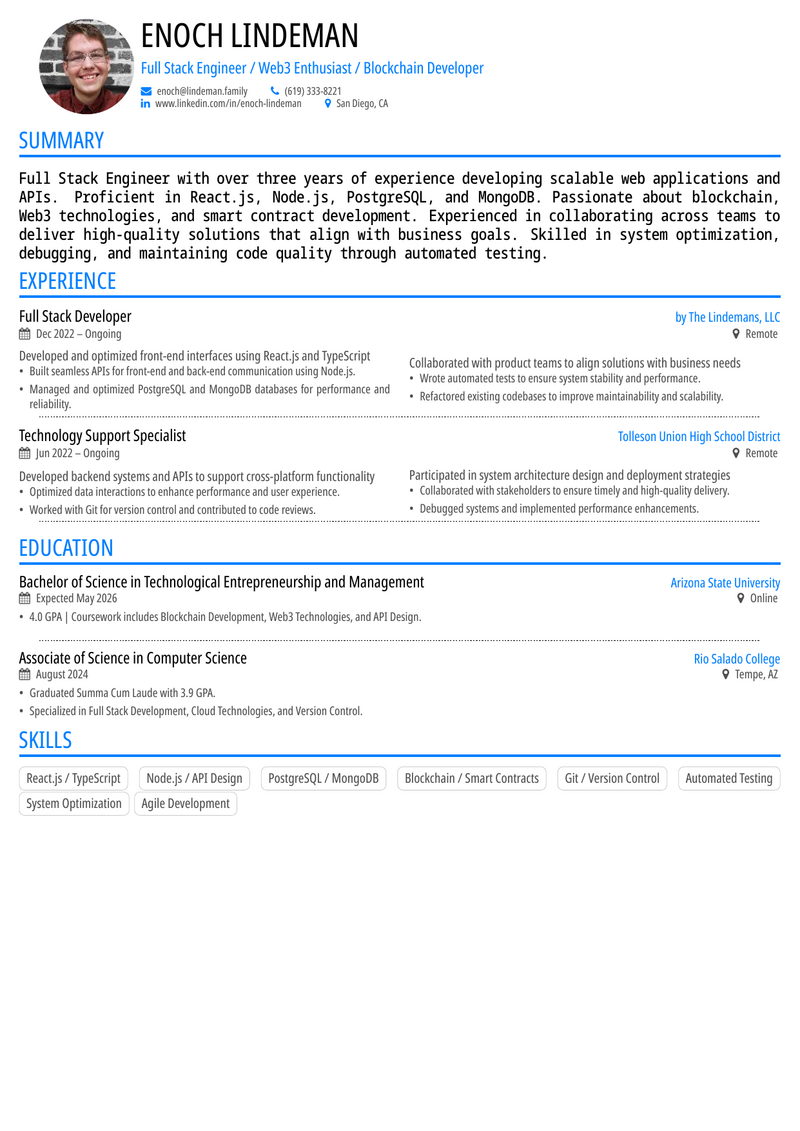 ENOCH LINDEMAN
Full Stack Engineer / Web3 Enthusiast / Blockchain Developer
enoch@lindeman.family (619) 333-8221
www.linkedin.com/in/enoch-lindeman San Diego, CA
SUMMARY
Full Stack Engineer with over three years of experience developing scalable web applications and
APIs. Proficient in React.js, Node.js, PostgreSQL, and MongoDB. Passionate about blockchain,
Web3 technologies, and smart contract development. Experienced in collaborating across teams to
deliver high-quality solutions that align with business goals. Skilled in system optimization,
debugging, and maintaining code quality through automated testing.
EXPERIENCE
Full Stack Developer by The Lindemans, LLC
Dec 2022 – Ongoing Remote
Developed and optimized front-end interfaces using React.js and TypeScript
• Built seamless APIs for front-end and back-end communication using Node.js.
• Managed and optimized PostgreSQL and MongoDB databases for performance and
reliability.
Collaborated with product teams to align solutions with business needs
• Wrote automated tests to ensure system stability and performance.
• Refactored existing codebases to improve maintainability and scalability.
Technology Support Specialist Tolleson Union High School District
Jun 2022 – Ongoing Remote
Developed backend systems and APIs to support cross-platform functionality
• Optimized data interactions to enhance performance and user experience.
• Worked with Git for version control and contributed to code reviews.
Participated in system architecture design and deployment strategies
• Collaborated with stakeholders to ensure timely and high-quality delivery.
• Debugged systems and implemented performance enhancements.
EDUCATION
Bachelor of Science in Technological Entrepreneurship and Management Arizona State University
Expected May 2026 Online
• 4.0 GPA | Coursework includes Blockchain Development, Web3 Technologies, and API Design.
Associate of Science in Computer Science Rio Salado College
August 2024 Tempe, AZ
• Graduated Summa Cum Laude with 3.9 GPA.
• Specialized in Full Stack Development, Cloud Technologies, and Version Control.
SKILLS
React.js / TypeScript Node.js / API Design PostgreSQL / MongoDB Blockchain / Smart Contracts Git / Version Control Automated Testing
System Optimization Agile Development